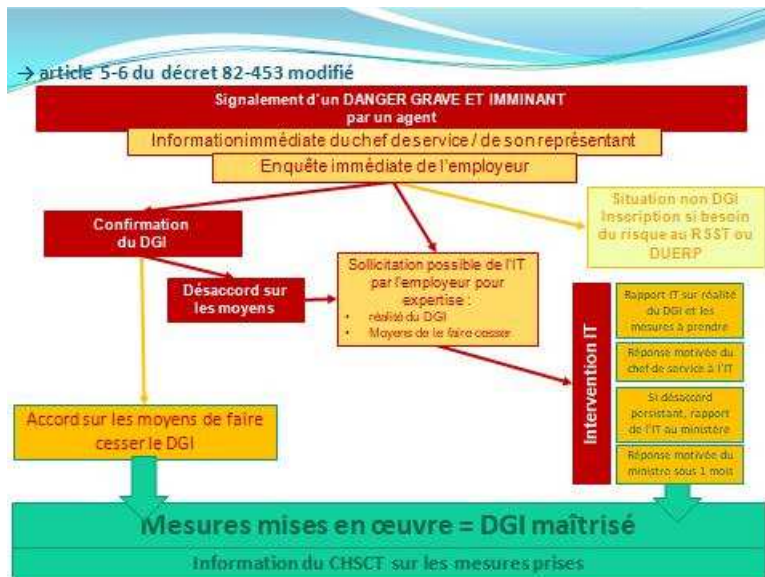 → article 5-6 du décret 82-453 modifié
Signalement d'un DANGER GRAVE ET IMMINANT
par un agent
Information immédiate du chef de service / de son représentant
Enquête immédiate de l'employeur
Situation non DGI
Inscription si besoin
du risque au RSST ou
DUERP
Confirmation
du DGI
Désaccord sur
les moyens
Sollicitation possible de l'IT
par l'employeur pour
expertise :
• réalité du DGI
• Moyens de le faire cesser
Intervention IT
Rapport IT sur réalité
du DGI et les
mesures à prendre
Réponse motivée du
chef de service à l'IT
Si désaccord
persistant, rapport
de l'IT au ministère
Réponse motivée du
ministre sous 1 mois
Accord sur les moyens de faire
cesser le DGI
Mesures mises en œuvre = DGI maîtrisé
Information du CHSCT sur les mesures prises